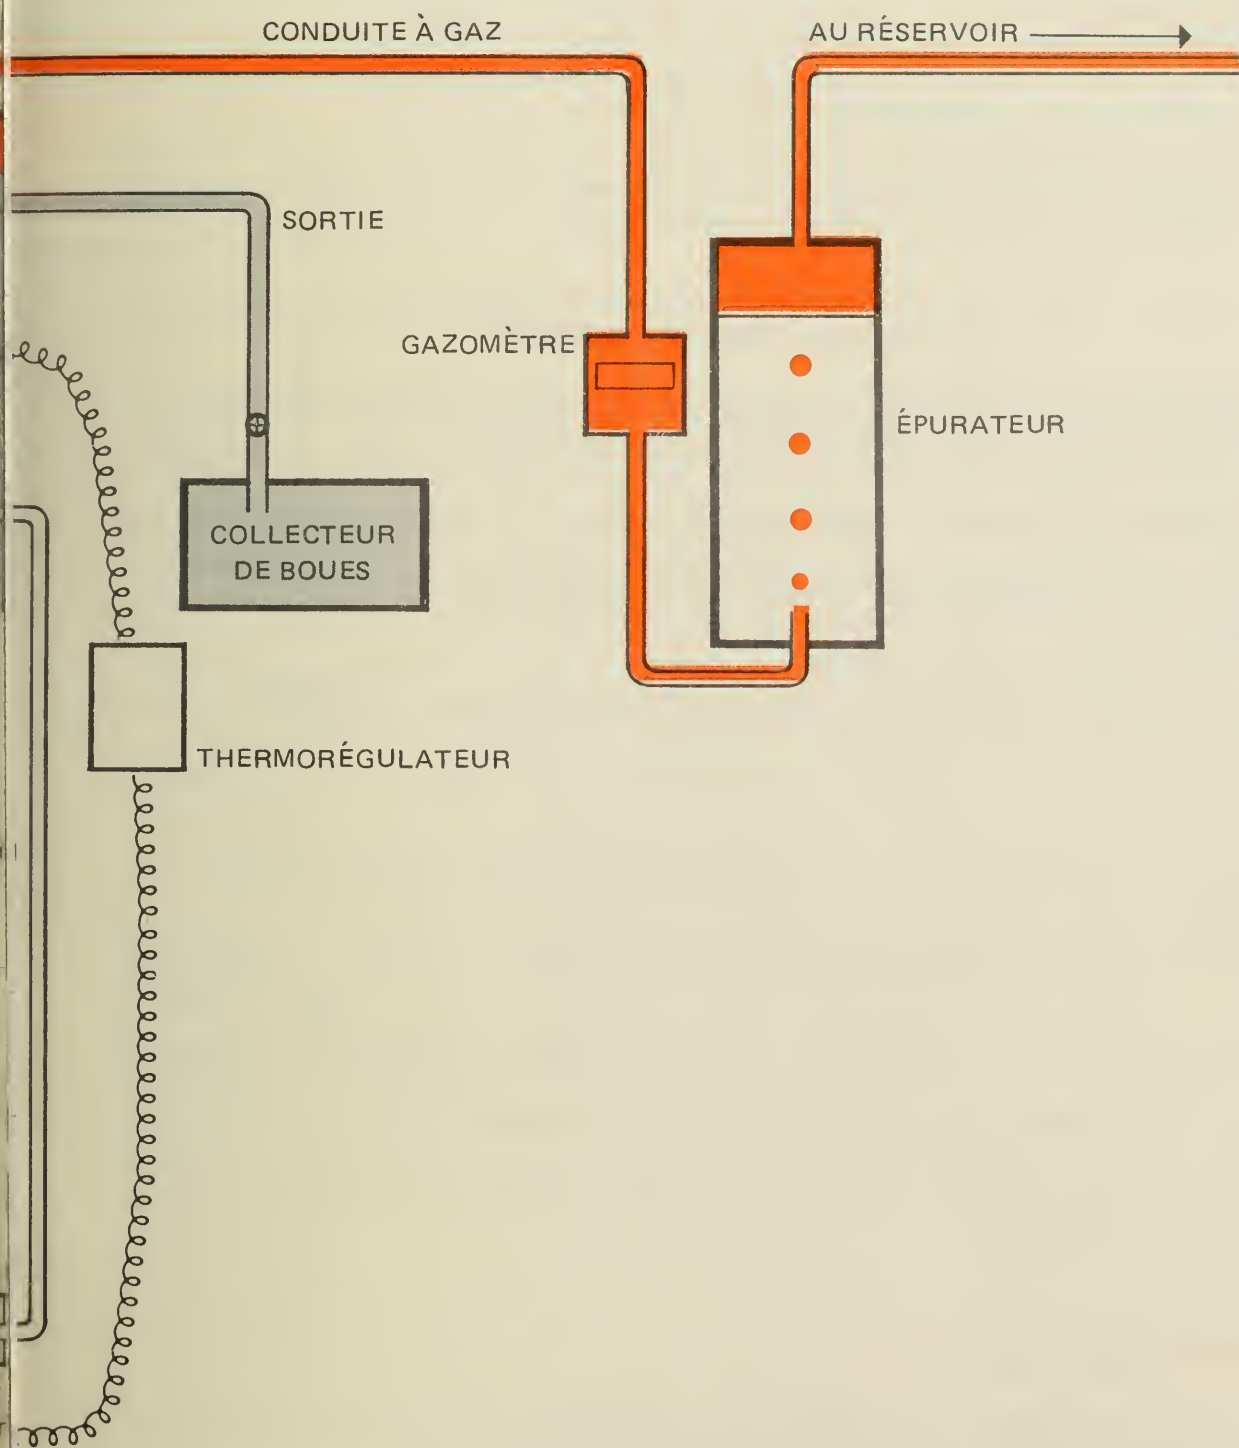 CONDUITE À GAZ
AU RÉSERVOIR
SORTIE
GAZOMÈTRE
ÉPURATEUR
COLLECTEUR
DE BOUES
THERMORÉGULATEUR